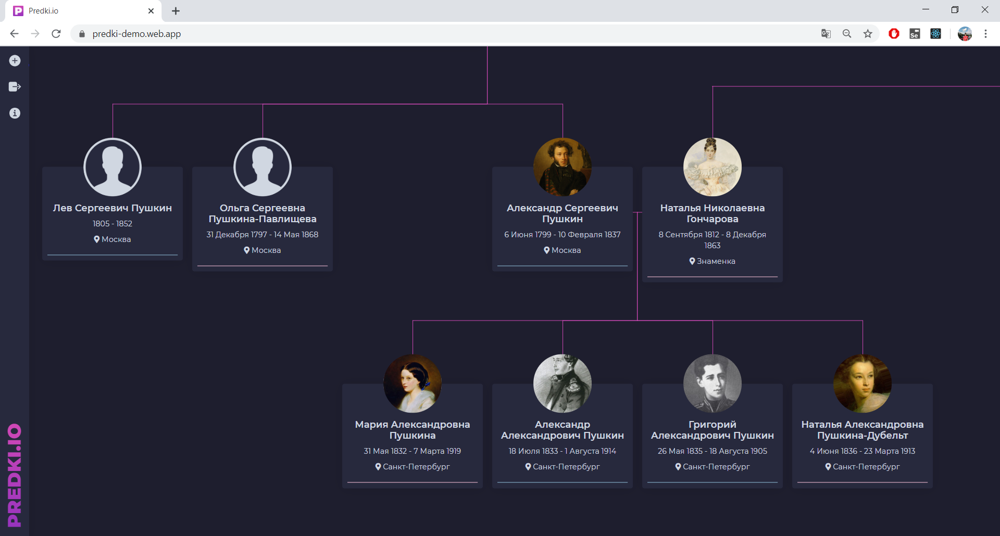 Predki.io
predki-demo.web.app
Se
PREDKI.IO
Лев Сергеевич Пушкин
1805 - 1852
Москва
Ольга Сергеевна
Пушкина-Павлищева
31 Декабря 1797 - 14 Мая 1868
Москва
Александр Сергеевич
Пушкин
6 Июня 1799 - 10 Февраля 1837
Москва
Наталья Николаевна
Гончарова
8 Сентября 1812 - 8 Декабря
1863
Знаменка
Мария Александровна
Пушкина
31 Мая 1832 - 7 Марта 1919
Санкт-Петербург
Александр
Александрович Пушкин
18 Июля 1833 - 1 Августа 1914
Санкт-Петербург
Григорий
Александрович Пушкин
26 Мая 1835 - 18 Августа 1905
Санкт-Петербург
Наталья Александровна
Пушкина-Дубельт
4 Июня 1836 - 23 Марта 1913
Санкт-Петербург